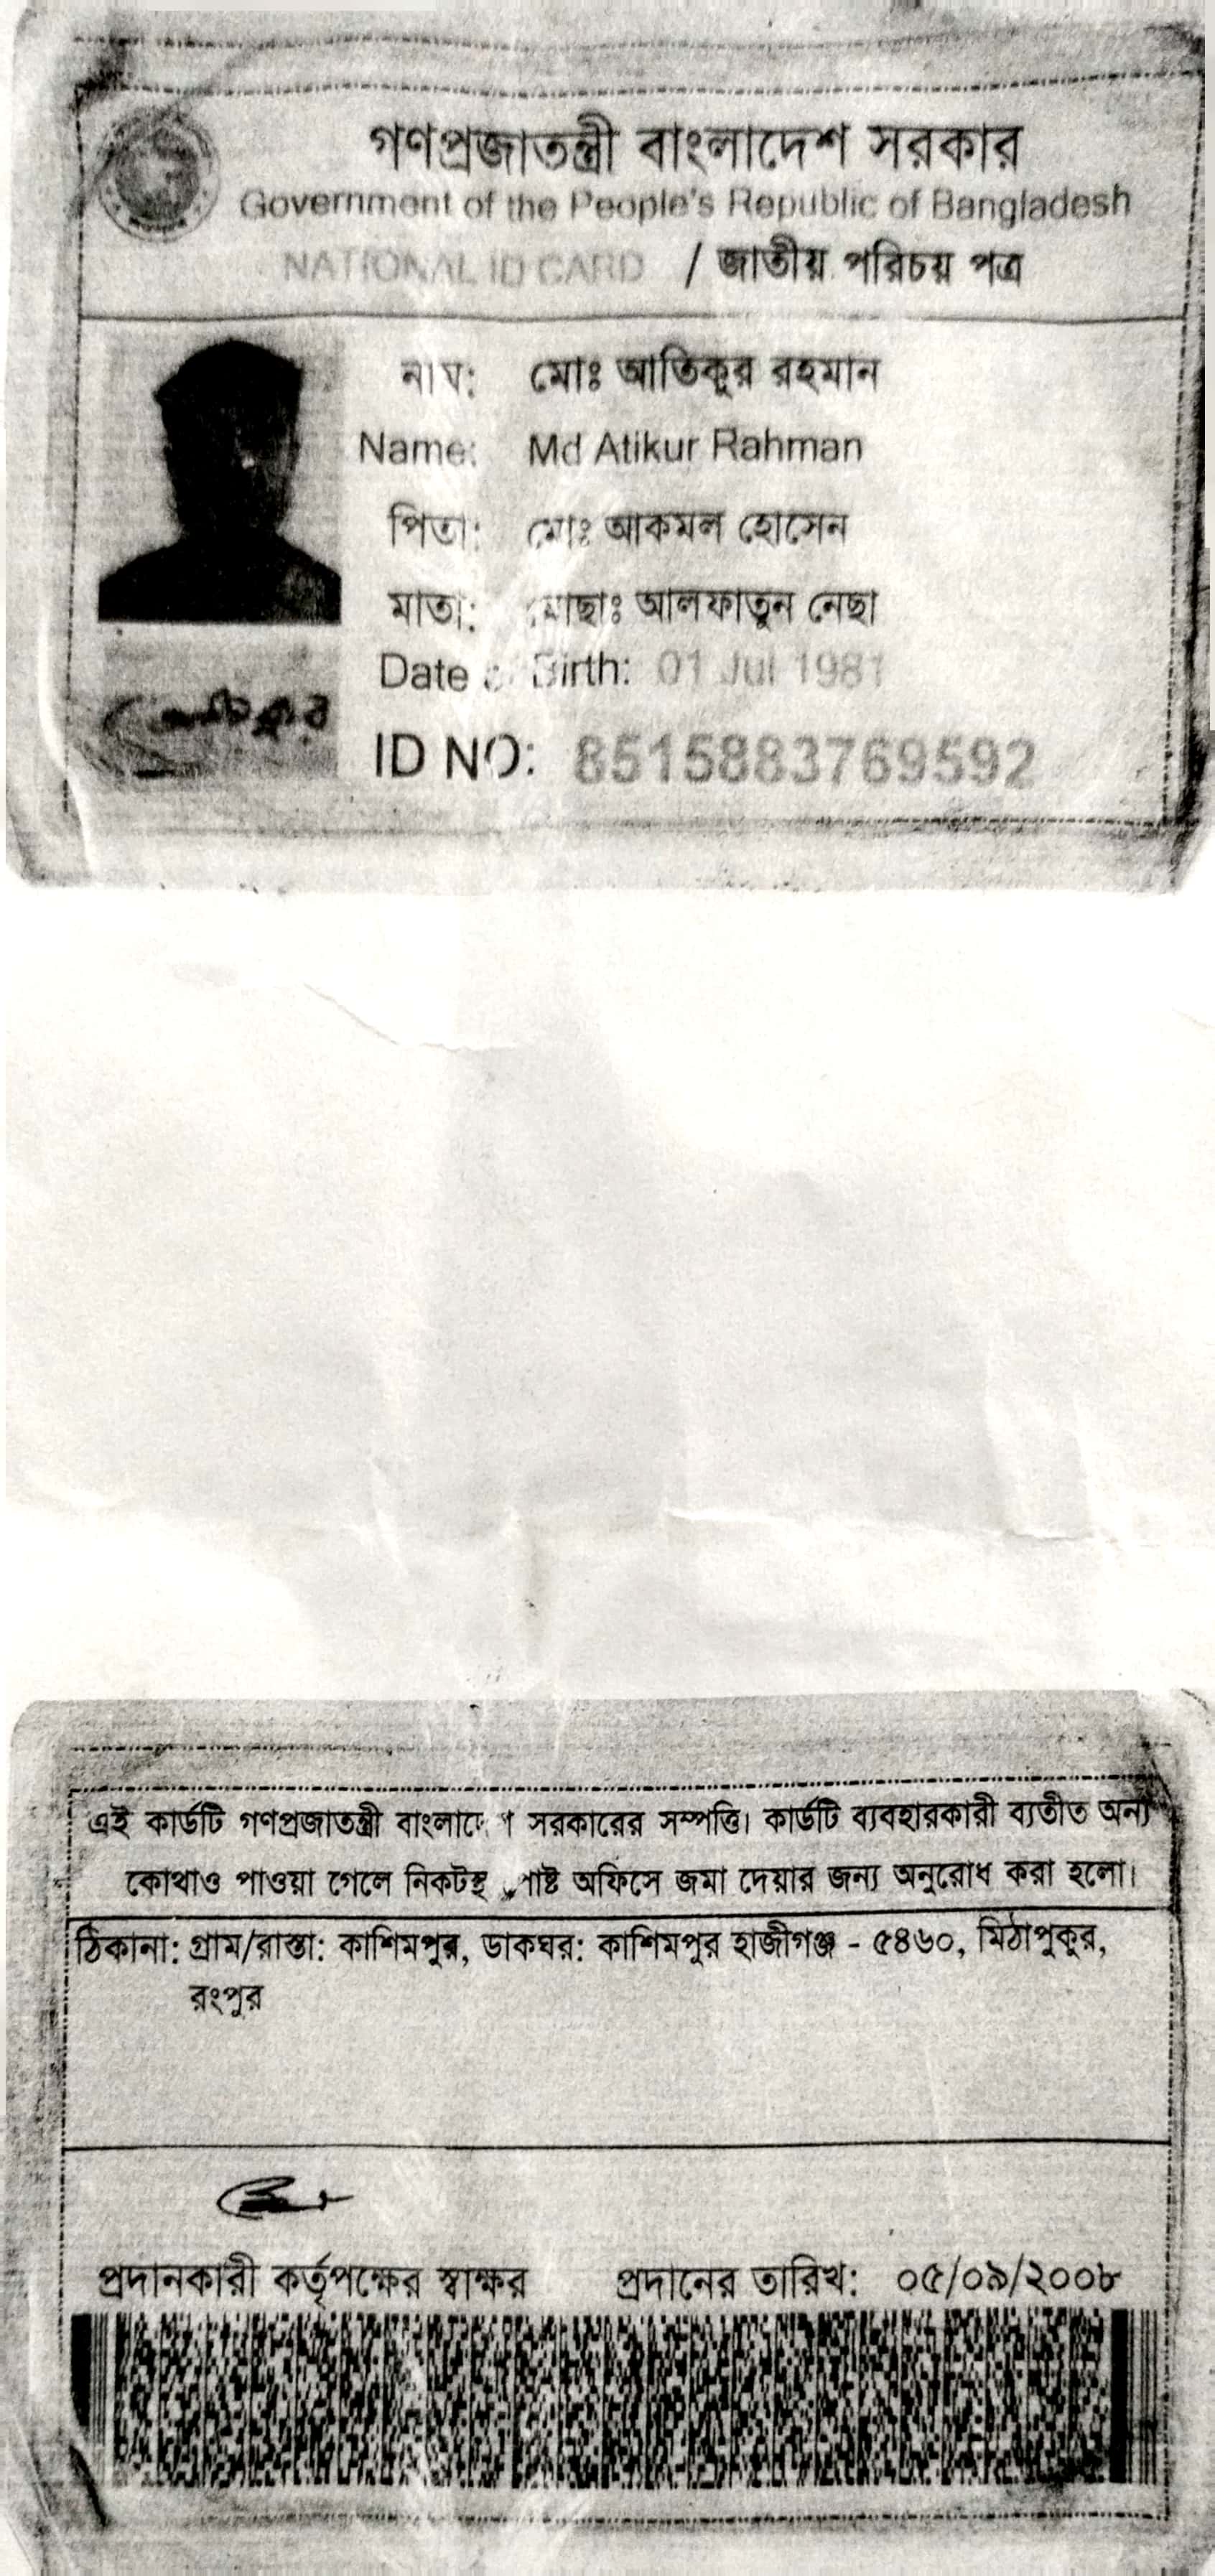 গণপ্রজাতন্ত্রী বাংলাদেশ সরকার
Government of the People's Republic of Bangladesh
NATIONAL ID CARD / জাতীয় পরিচয় পত্র
নাম: মোঃ আতিকুর রহমান
Name: Md Atikur Rahman
পিতা: মোঃ আকমল হোসেন
মাতা: মোছাঃ আলফাতুন নেছা
Date of Birth: 01 Jul 1981
ID NO: 8515883769592
এই কার্ডটি গণপ্রজাতন্ত্রী বাংলাদেশ সরকারের সম্পত্তি। কার্ডটি ব্যবহারকারী ব্যতীত অন্য
কোথাও পাওয়া গেলে নিকটস্থ পোষ্ট অফিসে জমা দেয়ার জন্য অনুরোধ করা হলো।
ঠিকানা: গ্রাম/রাস্তা: কাশিমপুর, ডাকঘর: কাশিমপুর হাজীগঞ্জ - ৫৪৬০, মিঠাপুকুর,
রংপুর
প্রদানকারী কর্তৃপক্ষের স্বাক্ষর প্রদানের তারিখ: ০৫/০৯/২০০৮